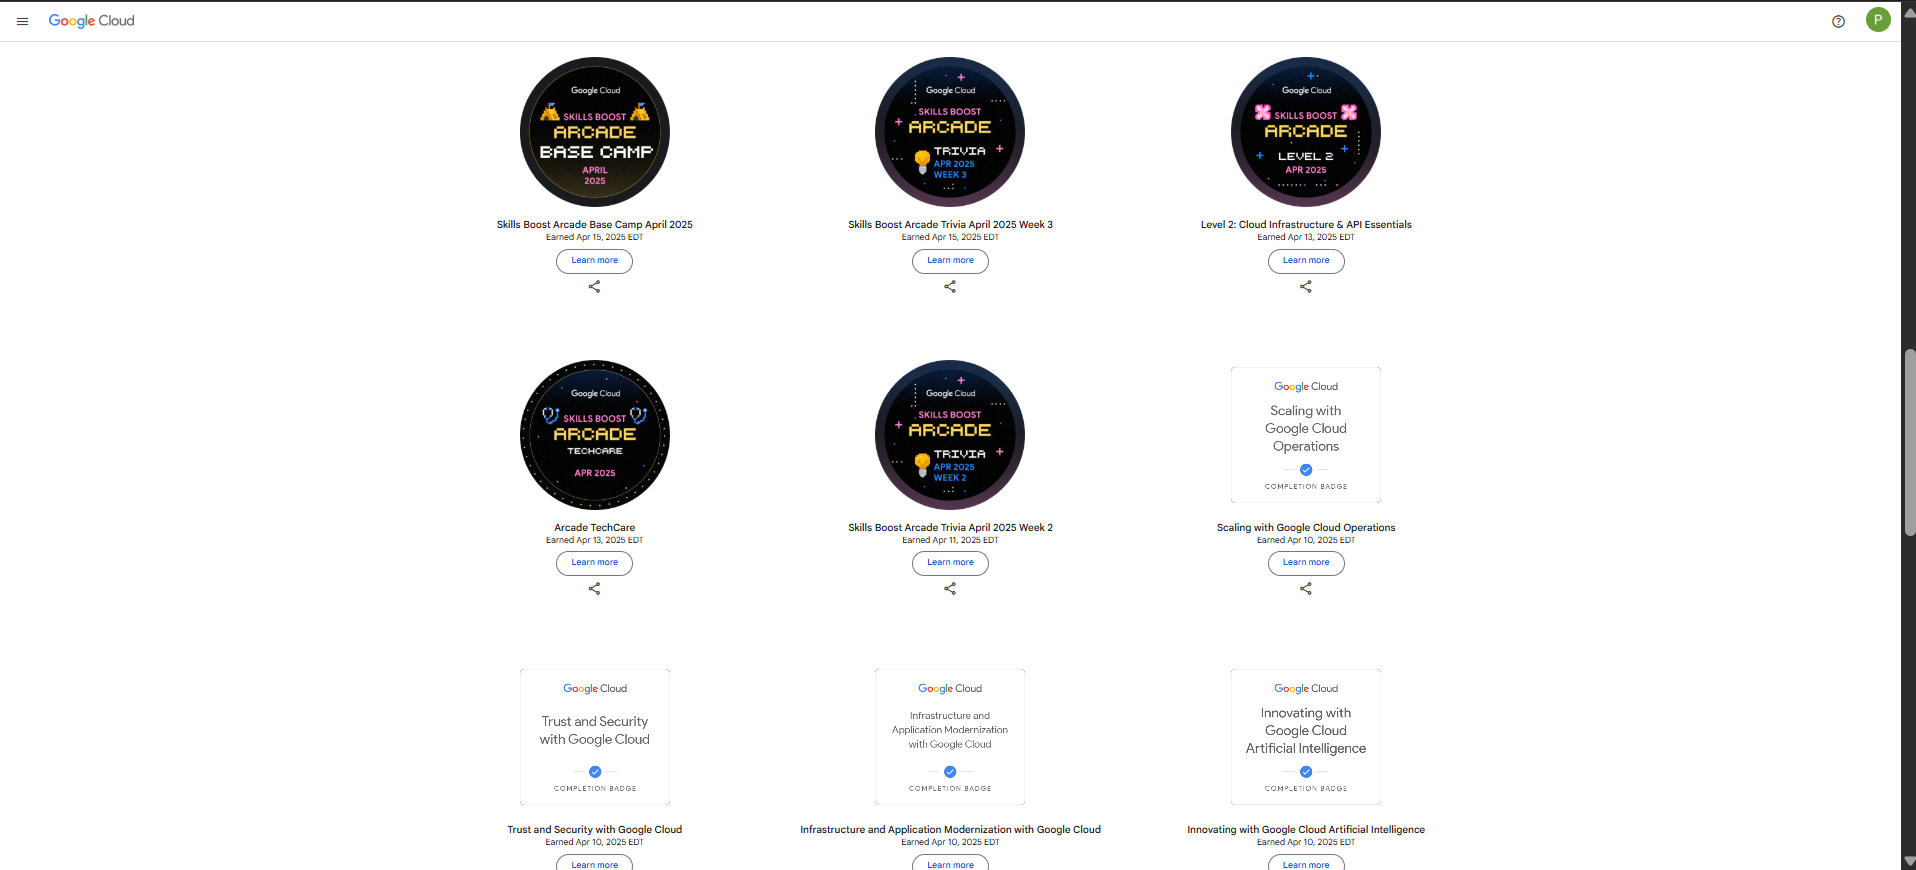 Google Cloud
P
Google Cloud
SKILLS BOOST
ARCADE
BASE CAMP
APRIL
2025
Skills Boost Arcade Base Camp April 2025
Earned Apr 15, 2025 EDT
Learn more
Google Cloud
SKILLS BOOST
ARCADE
TRIVIA
APR 2025
WEEK 3
Skills Boost Arcade Trivia April 2025 Week 3
Earned Apr 15, 2025 EDT
Learn more
Google Cloud
SKILLS BOOST
ARCADE
LEVEL 2
APR 2025
Level 2: Cloud Infrastructure & API Essentials
Earned Apr 13, 2025 EDT
Learn more
Google Cloud
SKILLS BOOST
ARCADE
TECHCARE
APR 2025
Arcade TechCare
Earned Apr 13, 2025 EDT
Learn more
Google Cloud
SKILLS BOOST
ARCADE
TRIVIA
APR 2025
WEEK 2
Skills Boost Arcade Trivia April 2025 Week 2
Earned Apr 11, 2025 EDT
Learn more
Google Cloud
Scaling with
Google Cloud
Operations
COMPLETION BADGE
Scaling with Google Cloud Operations
Earned Apr 10, 2025 EDT
Learn more
Google Cloud
Trust and Security
with Google Cloud
COMPLETION BADGE
Trust and Security with Google Cloud
Earned Apr 10, 2025 EDT
Learn more
Google Cloud
Infrastructure and
Application Modernization
with Google Cloud
COMPLETION BADGE
Infrastructure and Application Modernization with Google Cloud
Earned Apr 10, 2025 EDT
Learn more
Google Cloud
Innovating with
Google Cloud
Artificial Intelligence
COMPLETION BADGE
Innovating with Google Cloud Artificial Intelligence
Earned Apr 10, 2025 EDT
Learn more